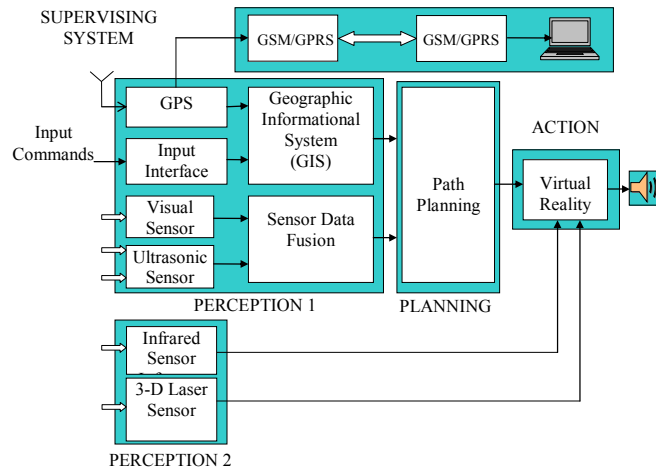 SUPERVISING
SYSTEM
GSM/GPRS
GSM/GPRS
GPS
Geographic
Informational
System
(GIS)
Input
Commands
Input
Interface
ACTION
Visual
Sensor
Sensor Data
Fusion
Path
Planning
Virtual
Reality
Ultrasonic
Sensor
PERCEPTION 1
PLANNING
Infrared
Sensor
3-D Laser
Sensor
PERCEPTION 2